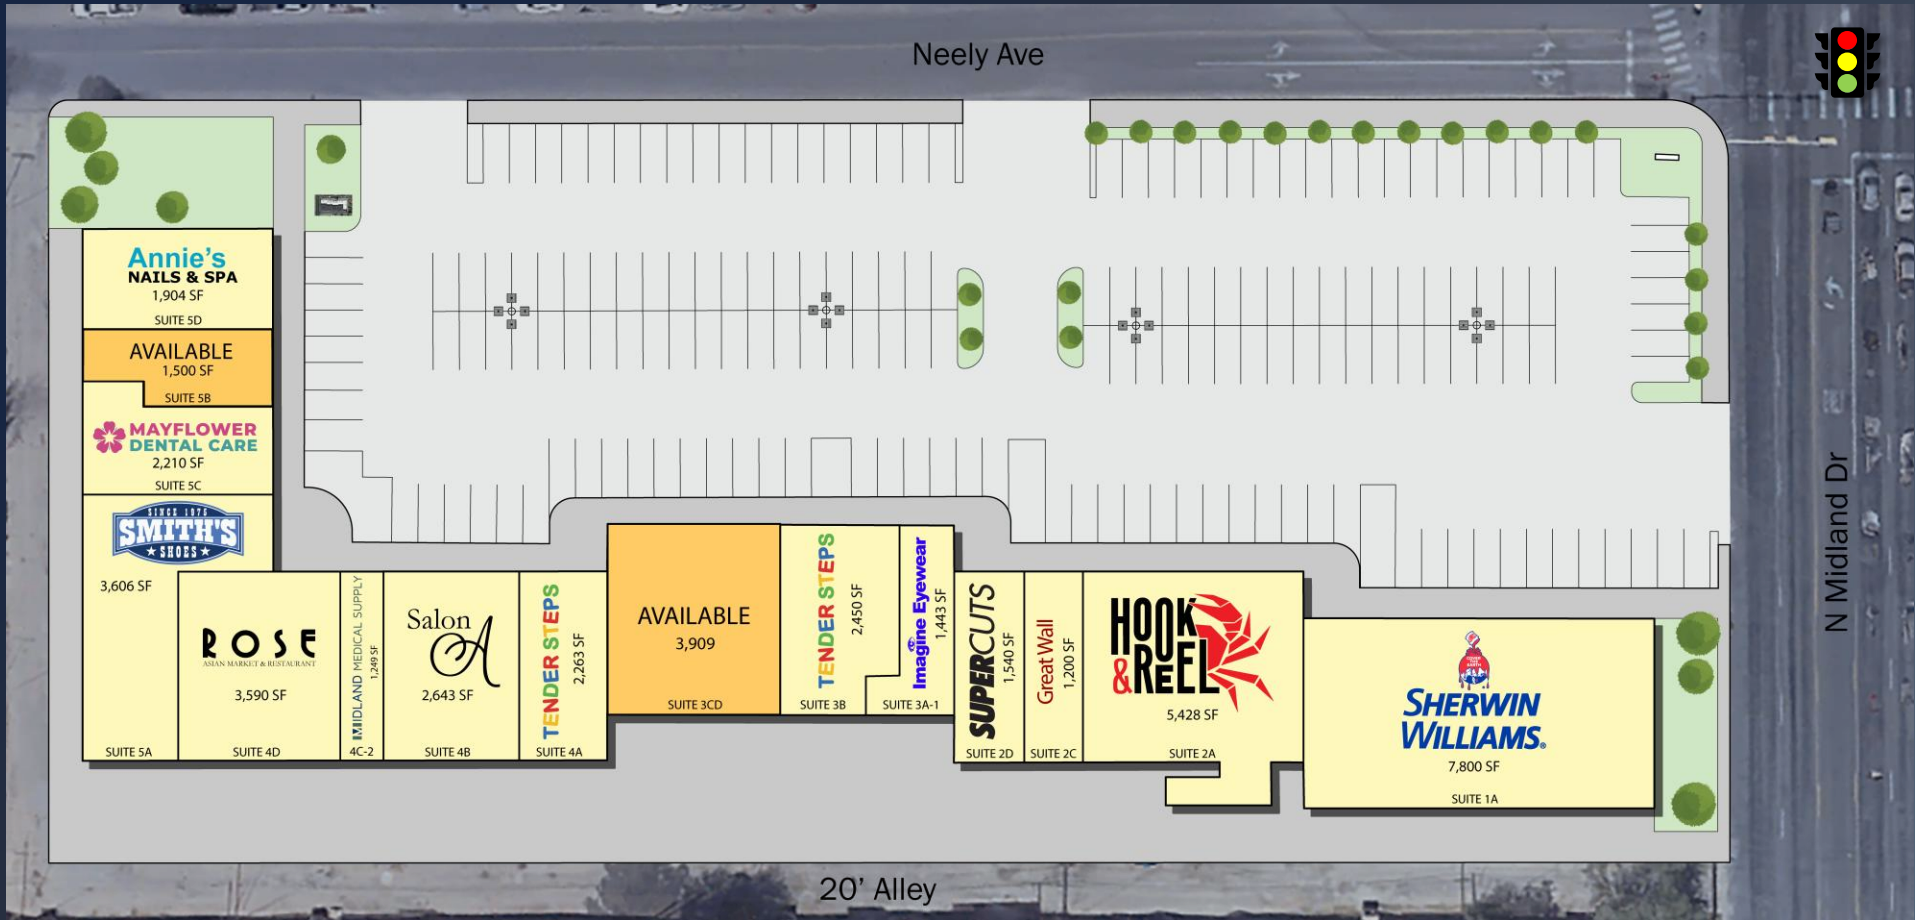 Neely Ave
Annie's
NAILS & SPA
1,904 SF
SUITE 5D
AVAILABLE
1,500 SF
SUITE 5B
MAYFLOWER
DENTAL CARE
2,210 SF
SUITE 5C
SINCE 1975
SMITH'S
SHOES
3,606 SF
SUITE 5A
ROSE
ASIAN MARKET & RESTAURANT
3,590 SF
SUITE 4D
MIDLAND MEDICAL SUPPLY
1,249 SF
4C-2
Salon
A
2,643 SF
SUITE 4B
TENDER STEPS
2,263 SF
SUITE 4A
AVAILABLE
3,909
SUITE 3CD
TENDER STEPS
2,450 SF
SUITE 3B
Imagine Eyewear
1,443 SF
SUITE 3A-1
SUPERCUTS
1,540 SF
SUITE 2D
Great Wall
1,200 SF
SUITE 2C
HOOK
&REEL
5,428 SF
SUITE 2A
SHERWIN
WILLIAMS.
7,800 SF
SUITE 1A
N Midland Dr
20' Alley